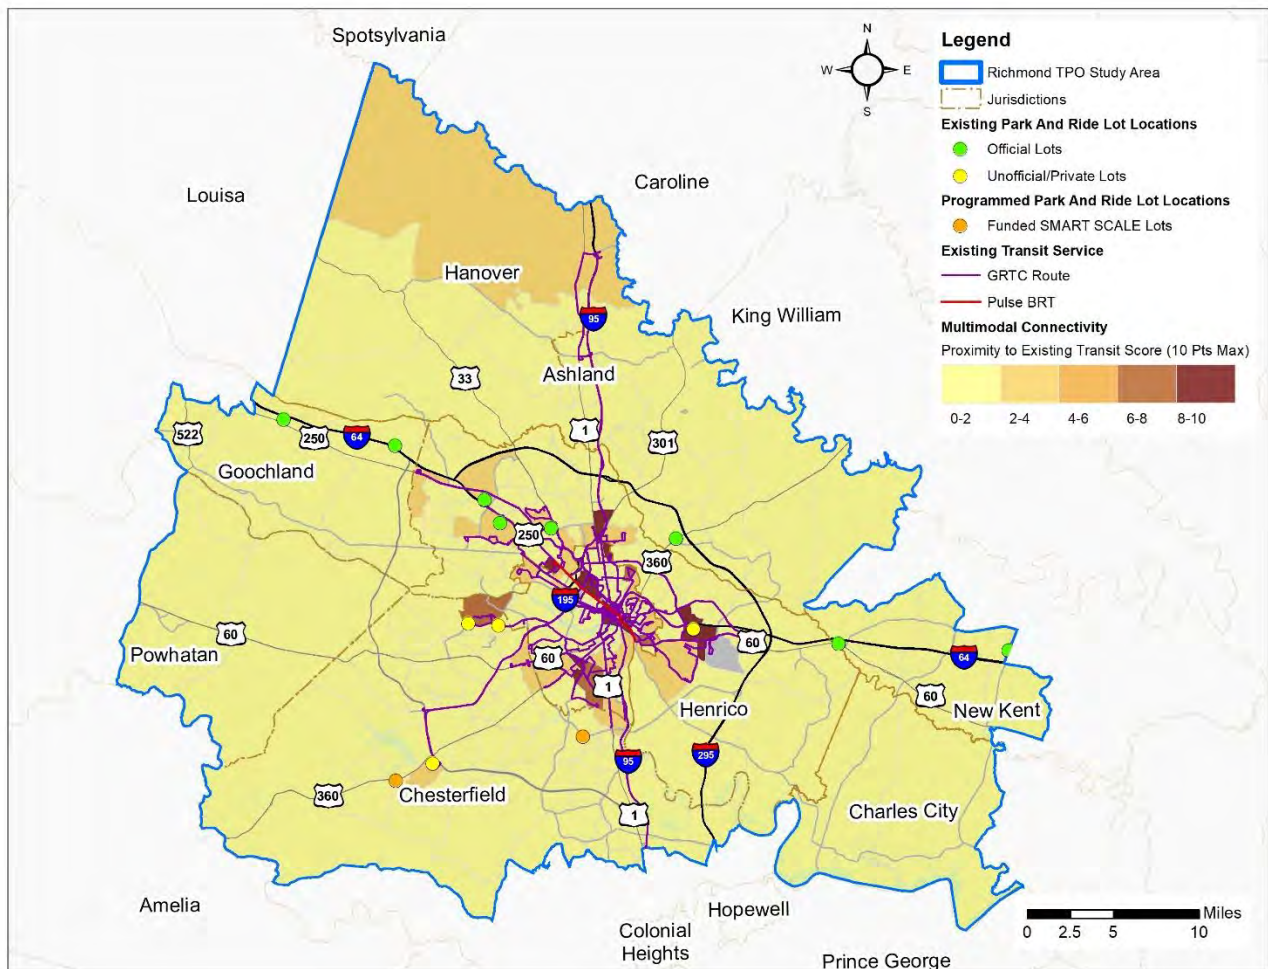 Spotsylvania
N
W E
S
Legend
Richmond TPO Study Area
Jurisdictions
Existing Park And Ride Lot Locations
Official Lots
Unofficial/Private Lots
Programmed Park And Ride Lot Locations
Funded SMART SCALE Lots
Existing Transit Service
GRTC Route
Pulse BRT
Multimodal Connectivity
Proximity to Existing Transit Score (10 Pts Max)
0-2 2-4 4-6 6-8 8-10
Louisa
Caroline
Hanover
King William
95
33
Ashland
1
301
522
250
64
Goochland
250
360
195
60
60
60
Powhatan
64
1
60
Henrico
New Kent
95
295
360
Chesterfield
1
Charles City
Amelia
Hopewell
Colonial
Heights
Prince George
Miles
0 2.5 5 10